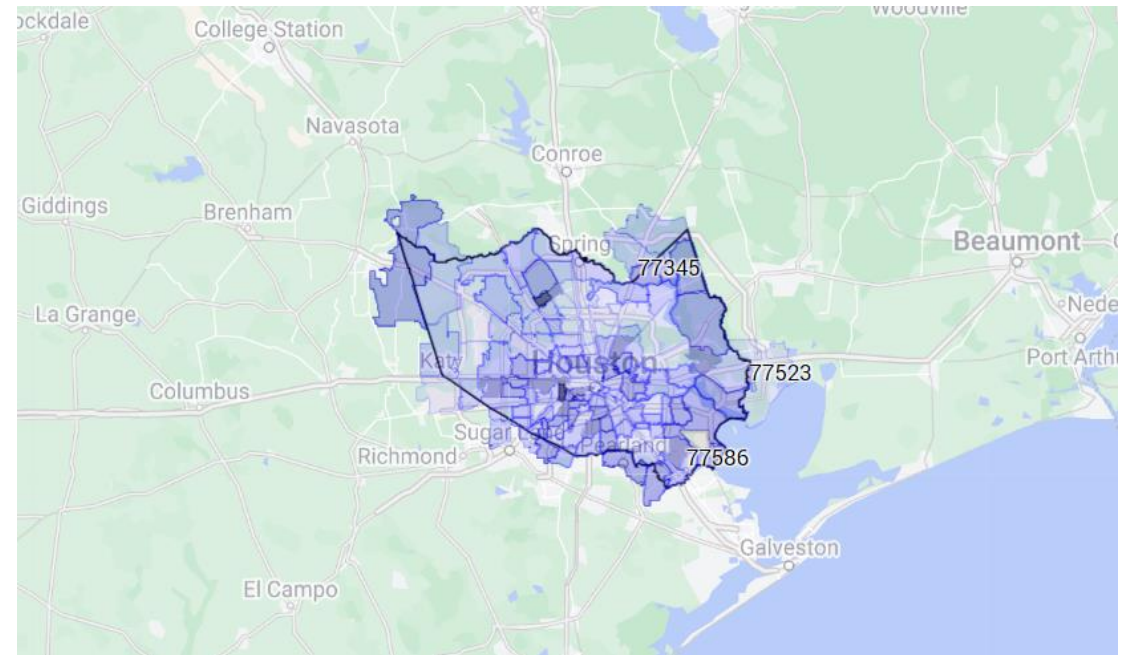 ockdale
College Station
Woodville
Navasota
Conroe
Giddings
Brenham
Spring
Beaumont
77345
La Grange
Nede
Houston
Katy
Port Arthu
77523
Columbus
Sugar Land
Pearland
Richmond
77586
Galveston
El Campo